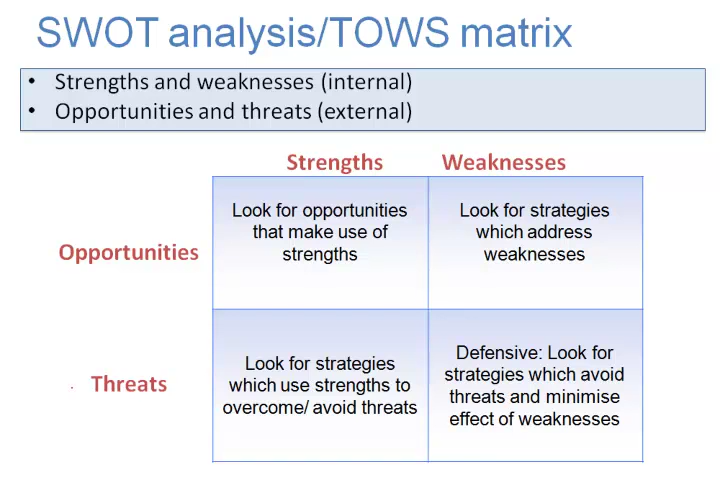 SWOT analysis/TOWS matrix
• Strengths and weaknesses (internal)
• Opportunities and threats (external)
Strengths Weaknesses
Opportunities
Look for opportunities
that make use of
strengths
Look for strategies
which address
weaknesses
Threats
Look for strategies
which use strengths to
overcome/ avoid threats
Defensive: Look for
strategies which avoid
threats and minimise
effect of weaknesses